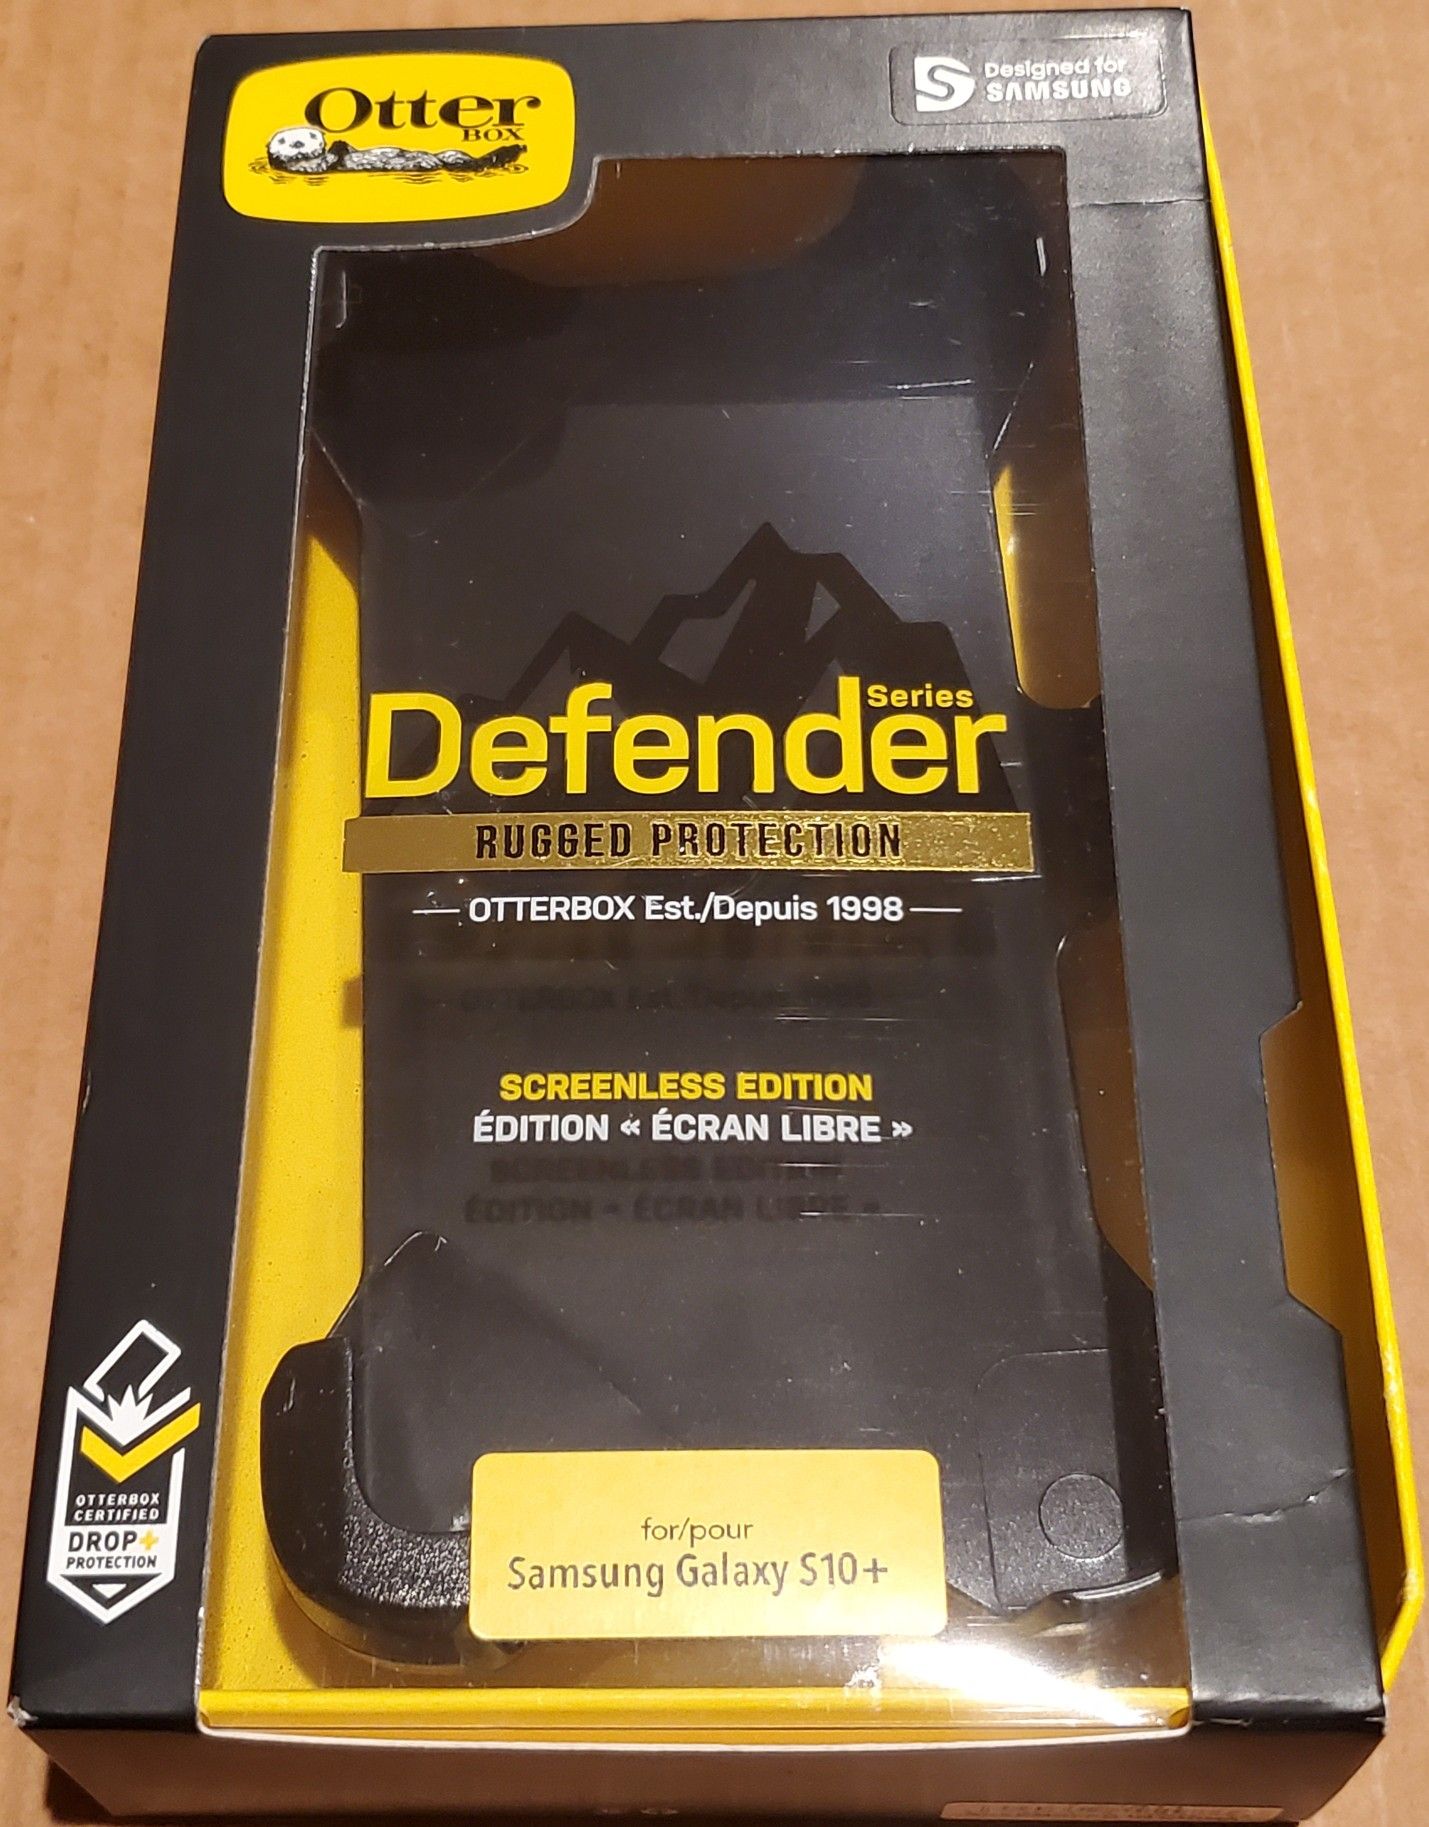 Otter
BOX
Designed for
SAMSUNG
Series
Defender
RUGGED PROTECTION
OTTERBOX Est./Depuis 1998
SCREENLESS EDITION
ÉDITION « ÉCRAN LIBRE »
OTTERBOX
CERTIFIED
DROP+
PROTECTION
for/pour
Samsung Galaxy S10+